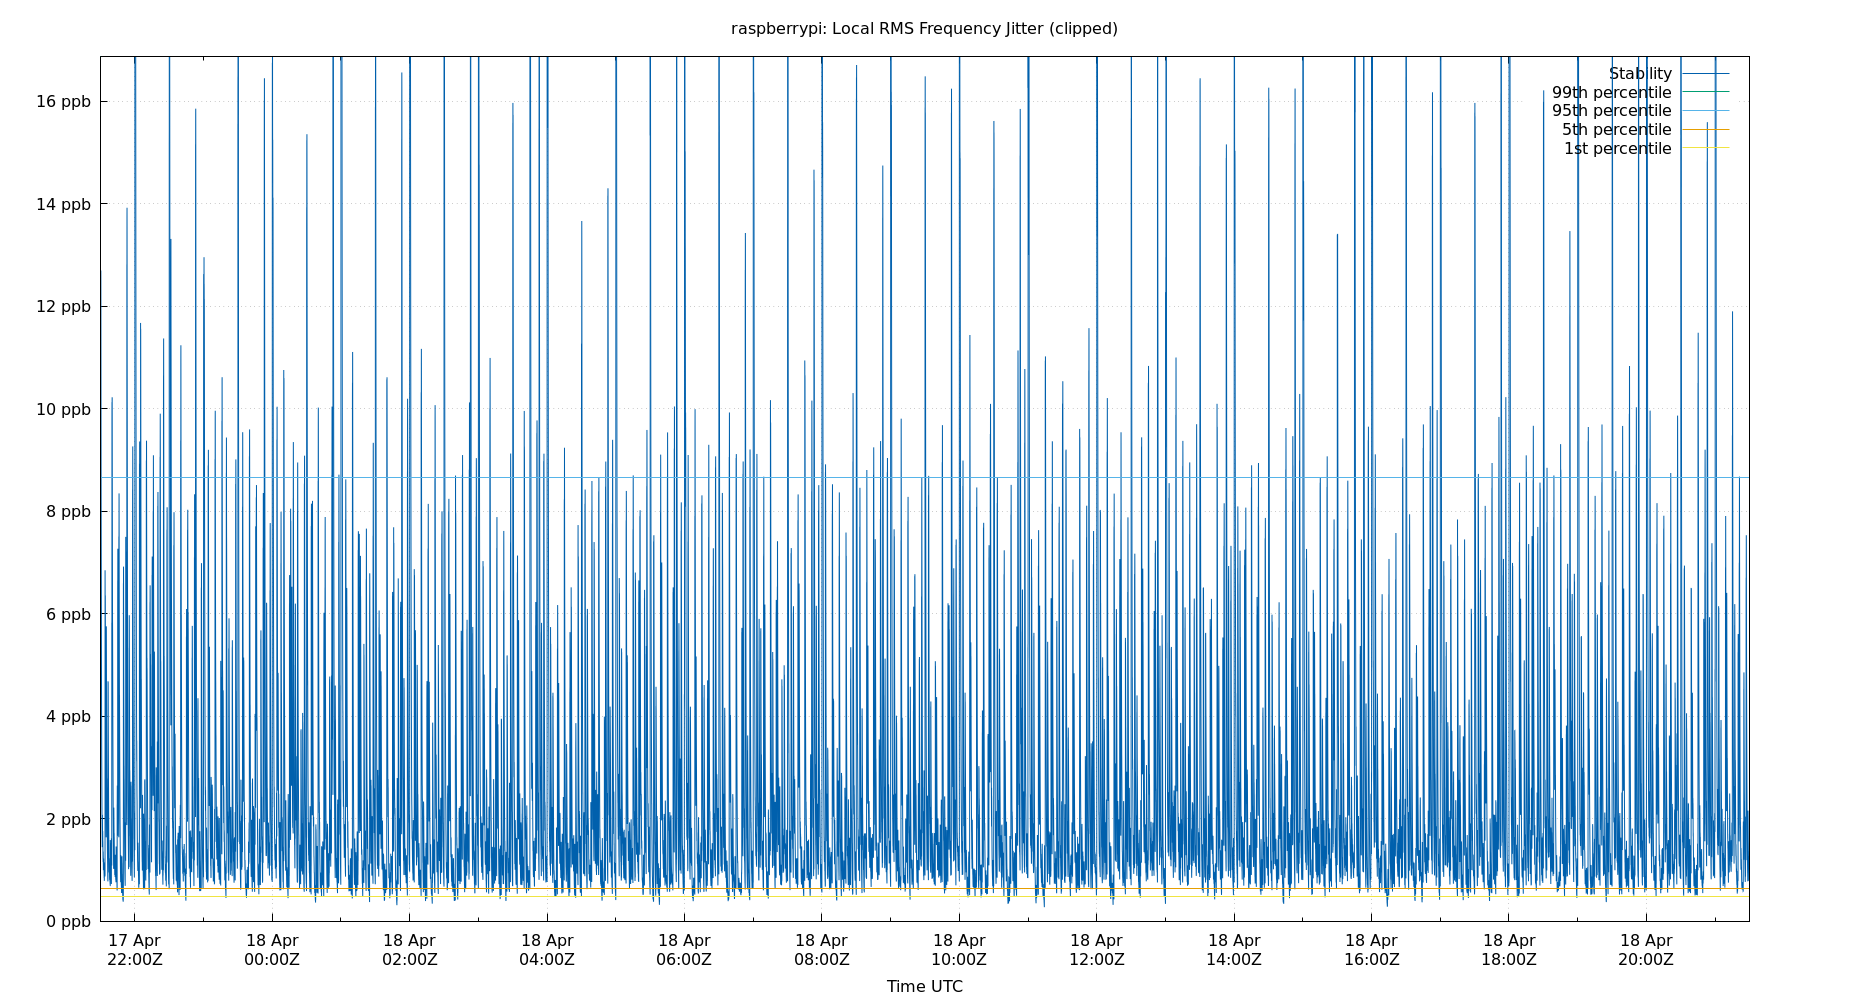 raspberrypi: Local RMS Frequency Jitter (clipped)
Stability
99th percentile
95th percentile
5th percentile
1st percentile
16 ppb
14 ppb
12 ppb
10 ppb
8 ppb
6 ppb
4 ppb
2 ppb
0 ppb
17 Apr 18 Apr 18 Apr 18 Apr 18 Apr 18 Apr 18 Apr 18 Apr 18 Apr 18 Apr 18 Apr 18 Apr
22:00Z 00:00Z 02:00Z 04:00Z 06:00Z 08:00Z 10:00Z 12:00Z 14:00Z 16:00Z 18:00Z 20:00Z
Time UTC